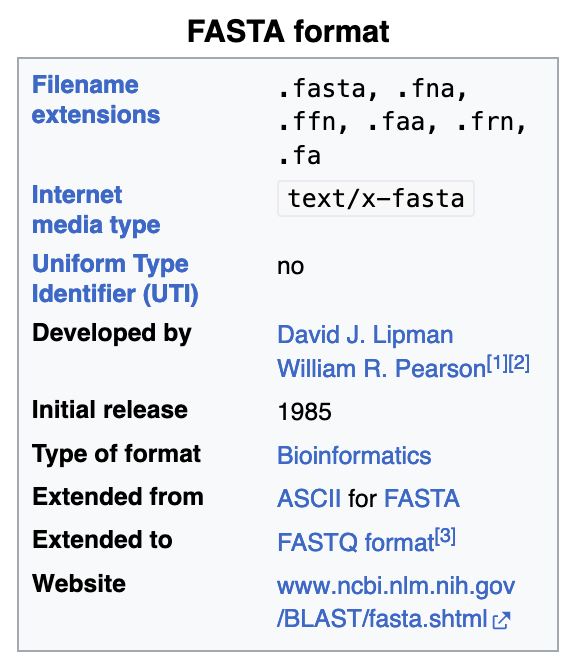 FASTA format
Filename
extensions
.fasta, .fna,
.ffn, .faa, .frn,
.fa
Internet
media type
text/x-fasta
Uniform Type
Identifier (UTI)
no
Developed by
David J. Lipman
William R. Pearson[1][2]
Initial release
1985
Type of format
Bioinformatics
Extended from
ASCII for FASTA
Extended to
FASTQ format[3]
Website
www.ncbi.nlm.nih.gov
/BLAST/fasta.shtml